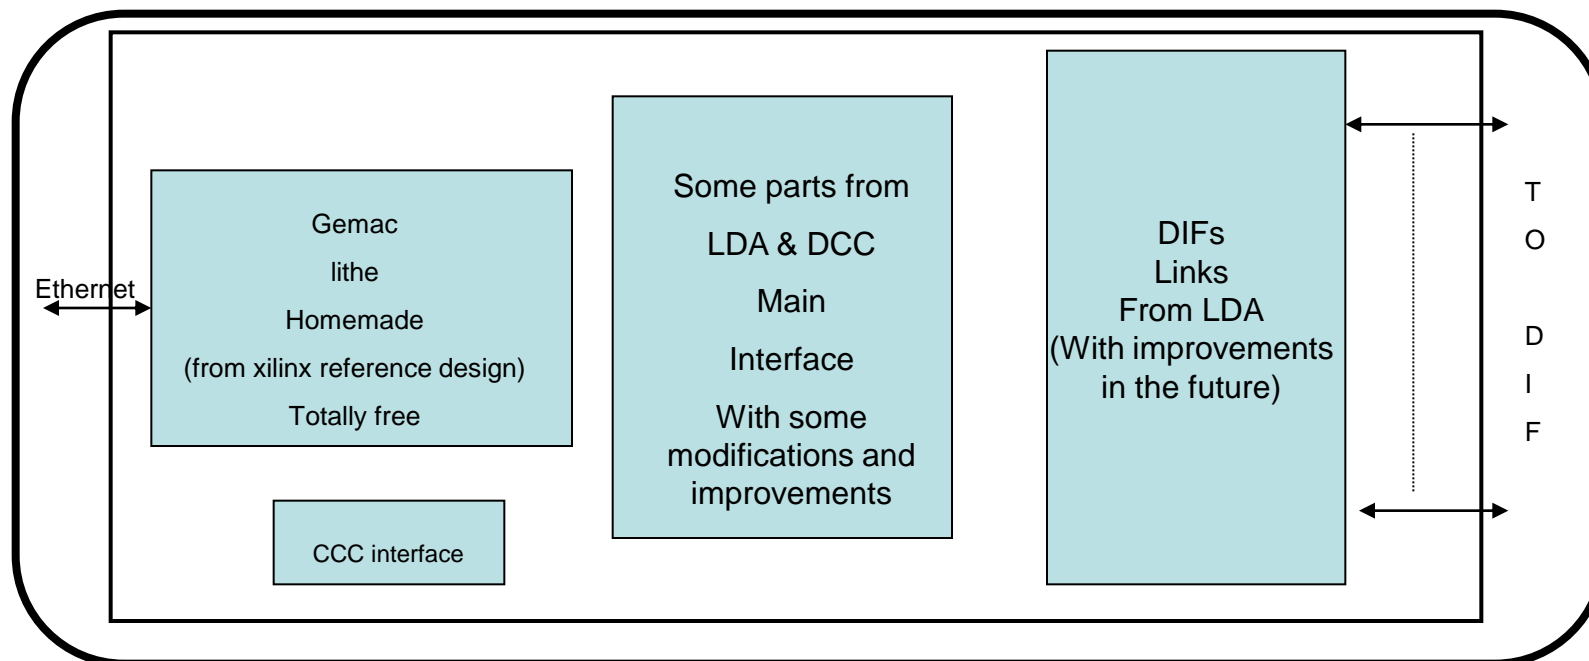 Ethernet
Gemac
lithe
Homemade
(from xilinx reference design)
Totally free
CCC interface
Some parts from
LDA & DCC
Main
Interface
With some
modifications and
improvements
DIFs
Links
From LDA
(With improvements
in the future)
T
O
D
I
F